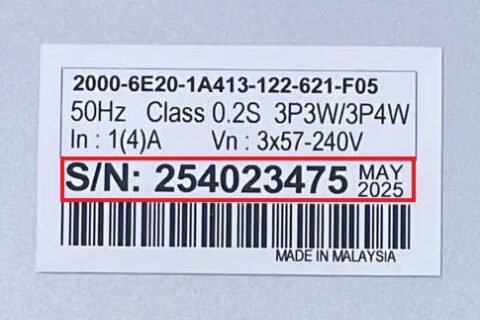 2000-6E20-1A413-122-621-F05
50Hz Class 0.2S 3P3W/3P4W
In : 1(4)A Vn : 3x57-240V
S/N: 254023475 MAY 2025
MADE IN MALAYSIA